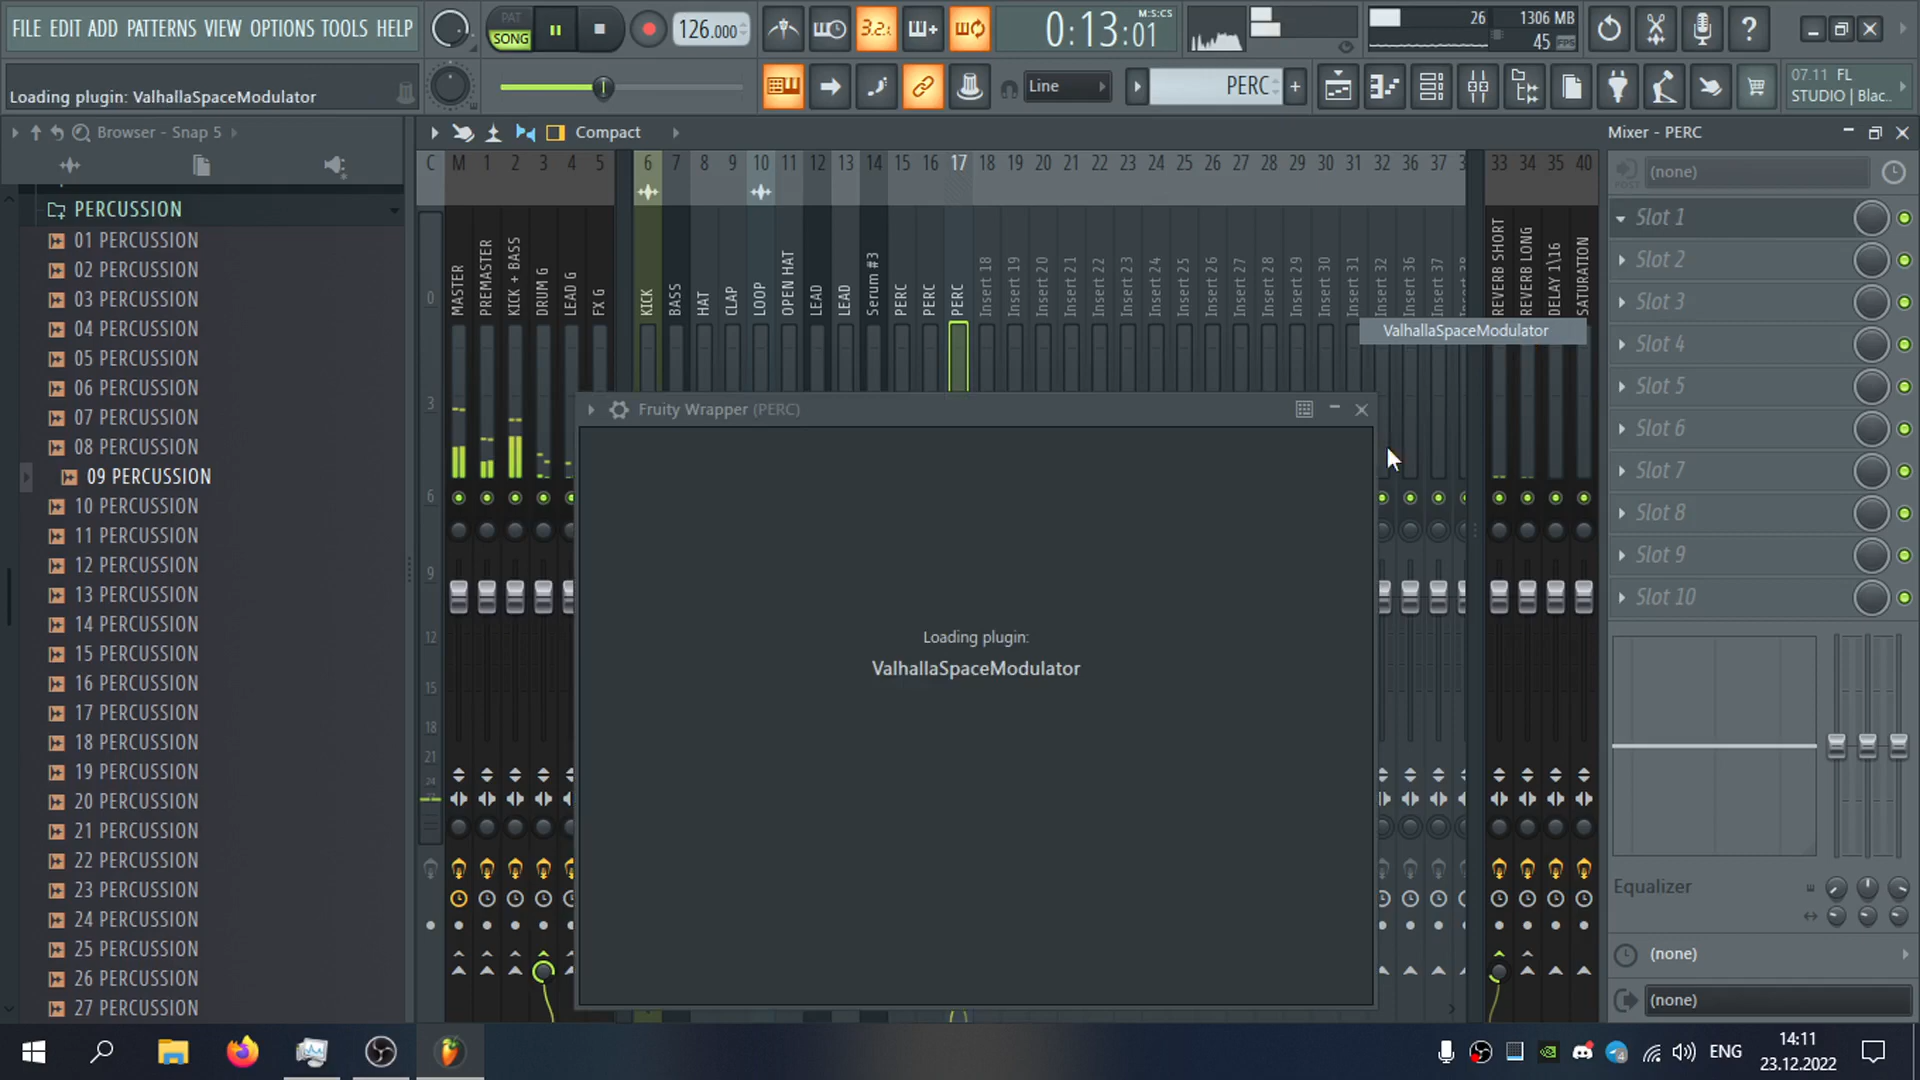 FILE EDIT ADD PATTERNS VIEW OPTIONS TOOLS HELP
PAT
SONG
126.000
3.2.
0:13:01
M:S:CS
26
1306 MB
45
Loading plugin: ValhallaSpaceModulator
Line
PERC
07.11 FL
STUDIO | Blac..
Browser - Snap 5
Compact
Mixer - PERC
PERCUSSION
01 PERCUSSION
02 PERCUSSION
03 PERCUSSION
04 PERCUSSION
05 PERCUSSION
06 PERCUSSION
07 PERCUSSION
08 PERCUSSION
09 PERCUSSION
10 PERCUSSION
11 PERCUSSION
12 PERCUSSION
13 PERCUSSION
14 PERCUSSION
15 PERCUSSION
16 PERCUSSION
17 PERCUSSION
18 PERCUSSION
19 PERCUSSION
20 PERCUSSION
21 PERCUSSION
22 PERCUSSION
23 PERCUSSION
24 PERCUSSION
25 PERCUSSION
26 PERCUSSION
27 PERCUSSION
C M 1 2 3 4 5 6 7 8 9 10 11 12 13 14 15 16 17 18 19 20 21 22 23 24 25 26 27 28 29 30 31 32 36 37 33 34 35 40
MASTER
PREMASTER
KICK + BASS
DRUM G
LEAD G
FX G
KICK
BASS
HAT
CLAP
LOOP
OPEN HAT
LEAD
LEAD
Serum #3
PERC
PERC
PERC
Insert 18
Insert 19
Insert 20
Insert 21
Insert 22
Insert 23
Insert 24
Insert 25
Insert 26
Insert 27
Insert 28
Insert 29
Insert 30
Insert 31
Insert 32
Insert 36
Insert 37
REVERB SHORT
REVERB LONG
DELAY 1\16
SATURATION
ValhallaSpaceModulator
0
3
6
9
12
15
18
21
24
Fruity Wrapper (PERC)
Loading plugin:
ValhallaSpaceModulator
POST
(none)
Slot 1
Slot 2
Slot 3
Slot 4
Slot 5
Slot 6
Slot 7
Slot 8
Slot 9
Slot 10
Equalizer
(none)
(none)
ENG
14:11
23.12.2022